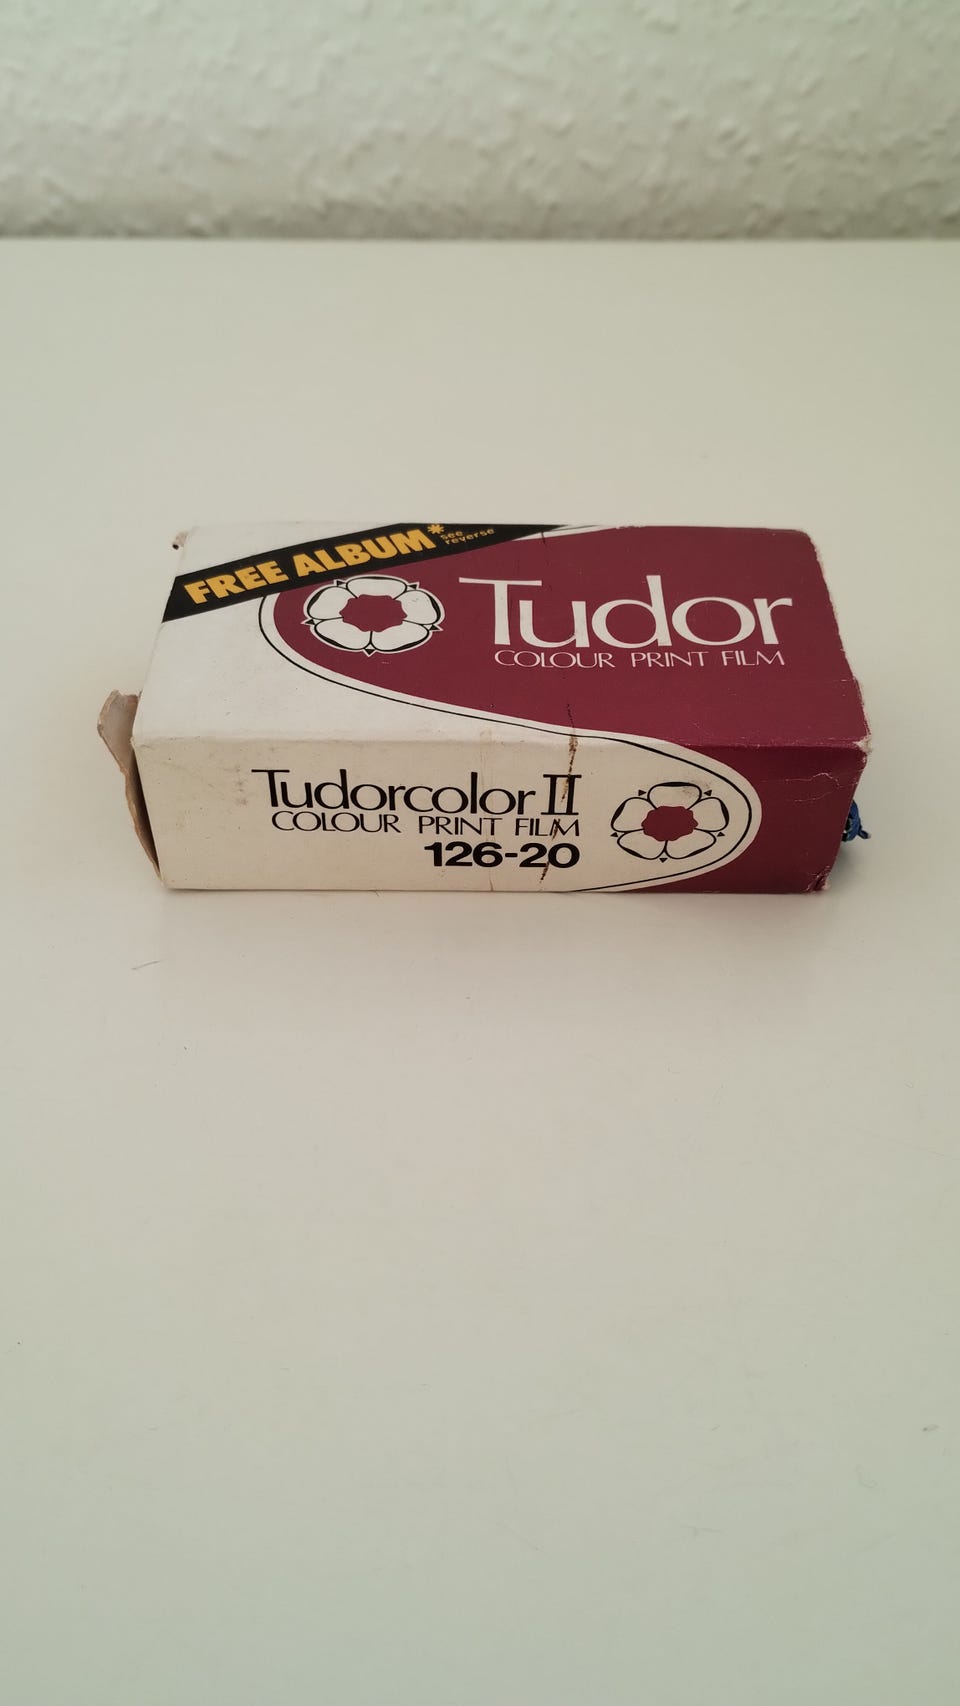 FREE ALBUM*
see
reverse
Tudor
COLOUR PRINT FILM
Tudorcolor II
COLOUR PRINT FILM
126-20